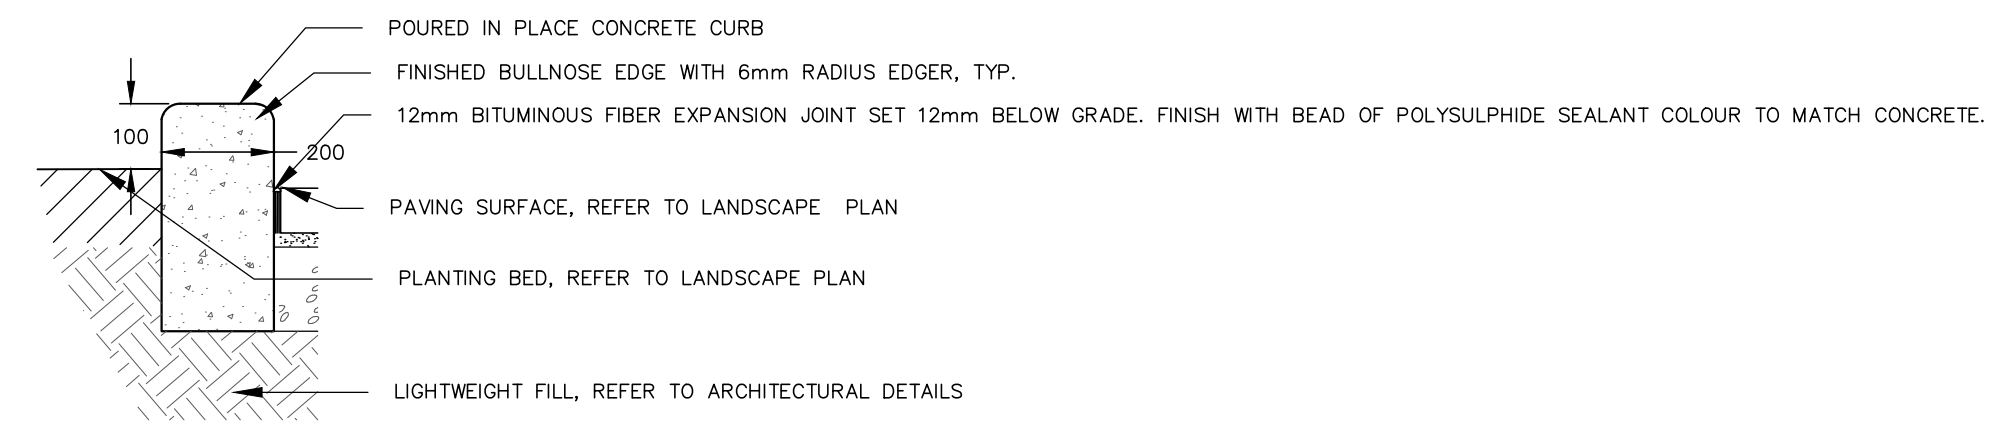 POURED IN PLACE CONCRETE CURB
FINISHED BULLNOSE EDGE WITH 6mm RADIUS EDGER, TYP.
12mm BITUMINOUS FIBER EXPANSION JOINT SET 12mm BELOW GRADE. FINISH WITH BEAD OF POLYSULPHIDE SEALANT COLOUR TO MATCH CONCRETE.
100
200
PAVING SURFACE, REFER TO LANDSCAPE PLAN
PLANTING BED, REFER TO LANDSCAPE PLAN
LIGHTWEIGHT FILL, REFER TO ARCHITECTURAL DETAILS